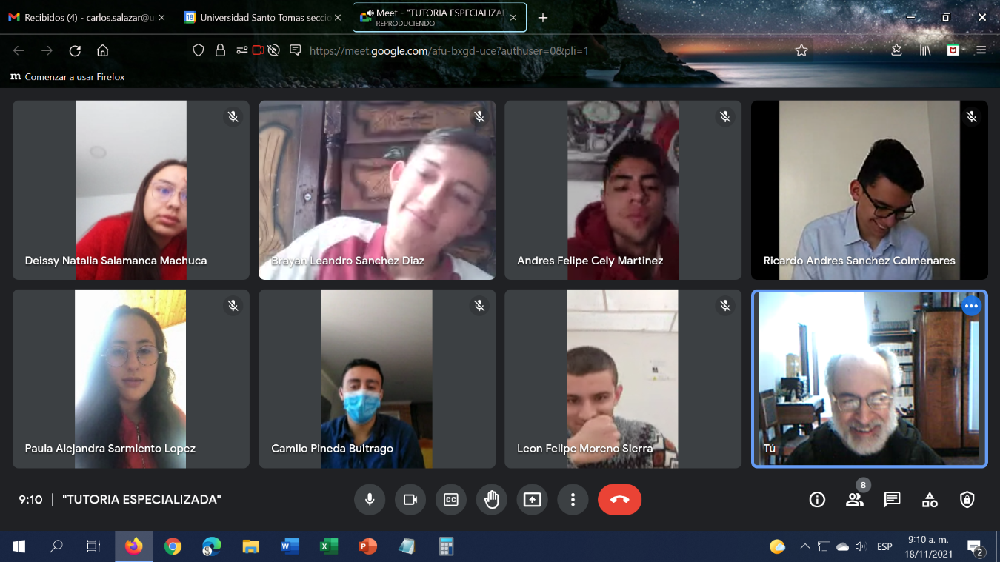 Recibidos (4) - carlos.salazar@u
18
Universidad Santo Tomas seccio
Meet - "TUTORIA ESPECIALIZAD
REPRODUCIENDO
https://meet.google.com/afu-bxgd-uce?authuser=0&pli=1
m Comenzar a usar Firefox
Deissy Natalia Salamanca Machuca
Brayan Leandro Sanchez Diaz
Andres Felipe Cely Martinez
Ricardo Andres Sanchez Colmenares
Paula Alejandra Sarmiento Lopez
Camilo Pineda Buitrago
Leon Felipe Moreno Sierra
Tú
9:10 | "TUTORIA ESPECIALIZADA"
CC
8
S
W
X
P
ESP
9:10 a. m.
18/11/2021
2